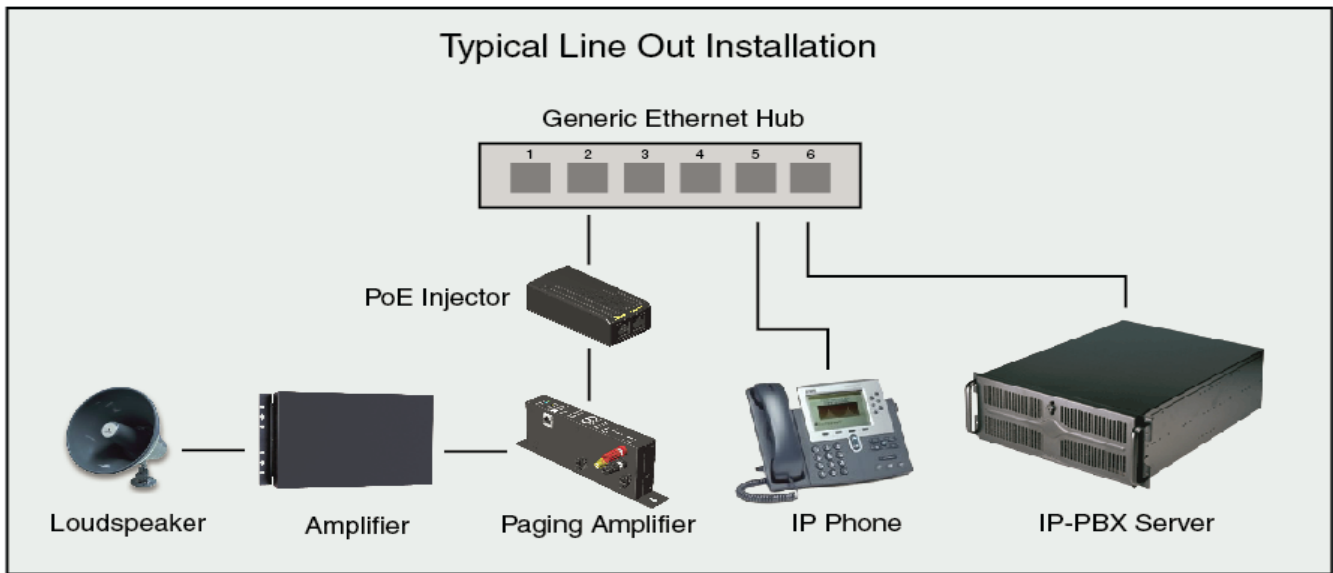 Typical Line Out Installation
Generic Ethernet Hub
1 2 3 4 5 6
PoE Injector
Loudspeaker
Amplifier
Paging Amplifier
IP Phone
IP-PBX Server